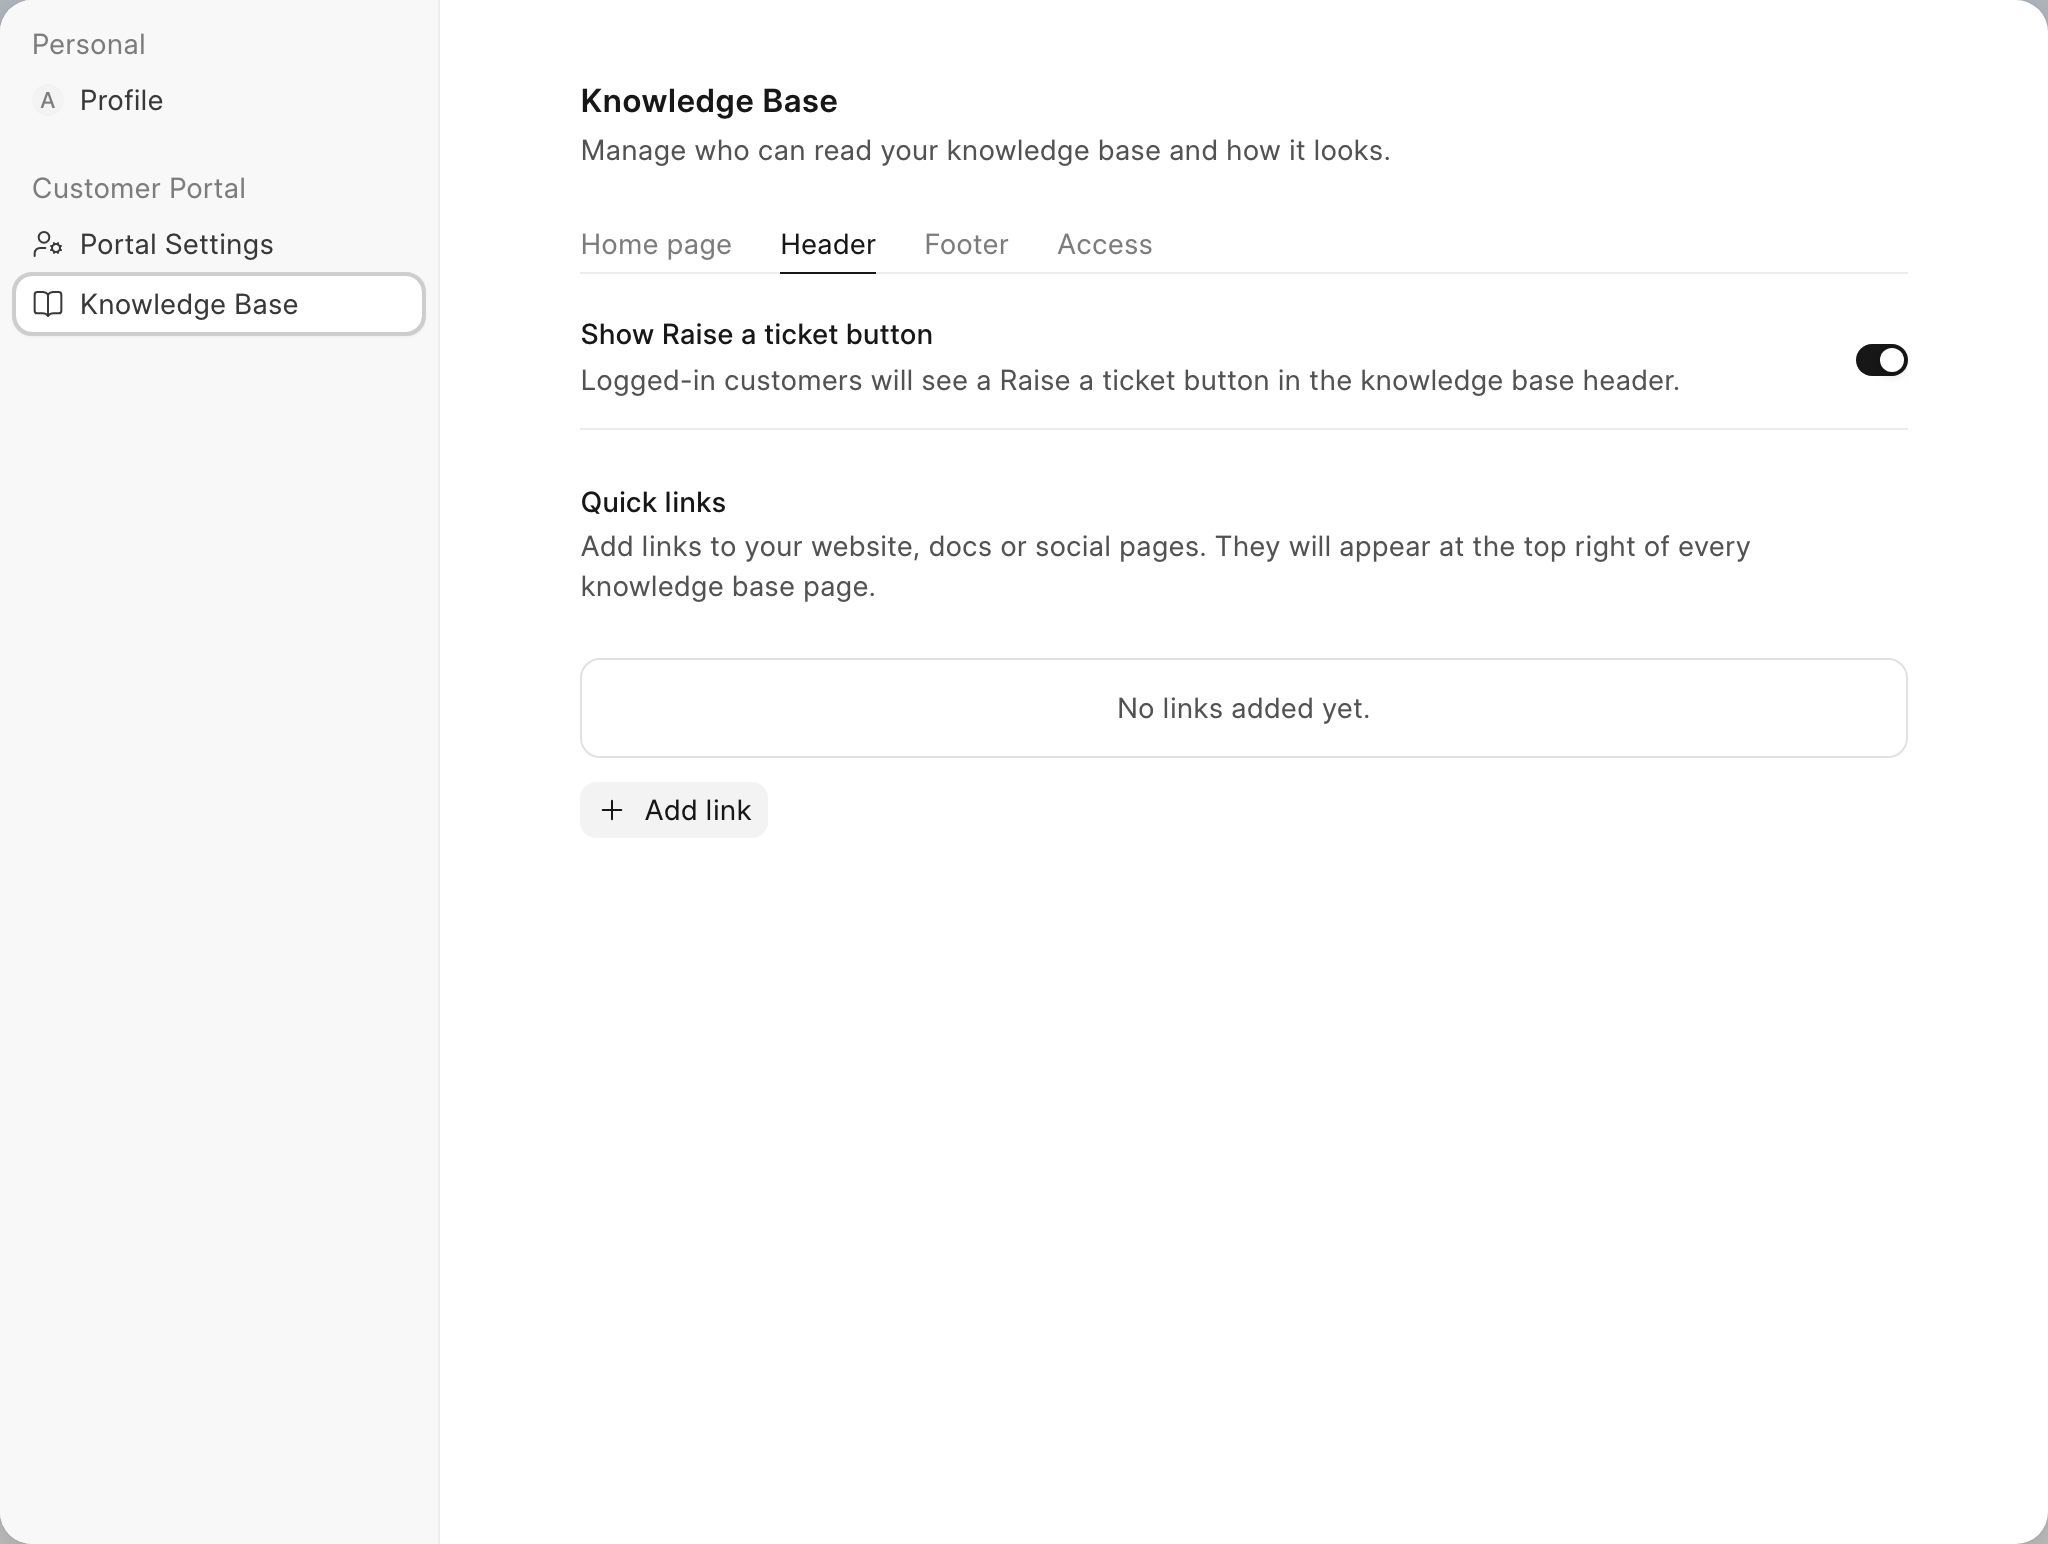 Personal
A Profile
Customer Portal
Portal Settings
Knowledge Base
Knowledge Base
Manage who can read your knowledge base and how it looks.
Home page Header Footer Access
Show Raise a ticket button
Logged-in customers will see a Raise a ticket button in the knowledge base header.
Quick links
Add links to your website, docs or social pages. They will appear at the top right of every
knowledge base page.
No links added yet.
Add link